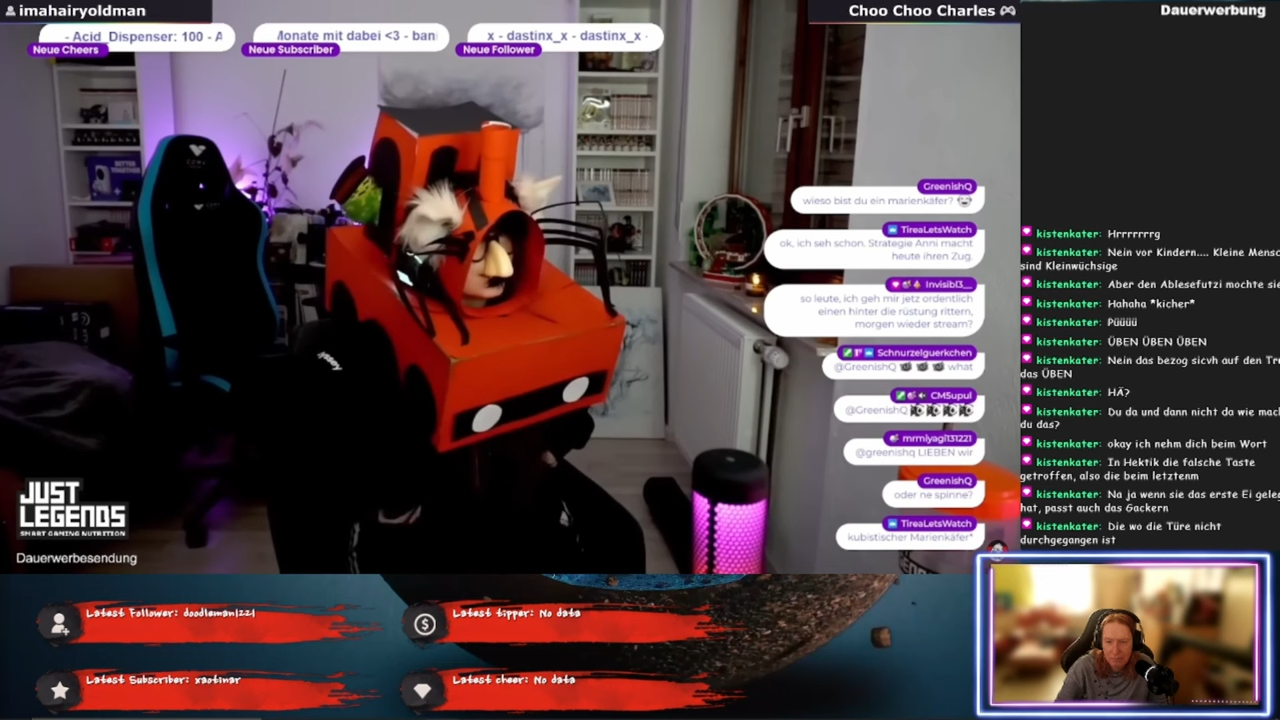 imahairyoldman
Choo Choo Charles
Dauerwerbung
- Acid_Dispenser: 100 - A
Monate mit dabei <3 - ban
x - dastinx_x - dastinx_x -
Neue Cheers
Neue Subscriber
Neue Follower
GreenishQ
wieso bist du ein marienkäfer?
TireaLetsWatch
ok, ich seh schon. Strategie Anni macht
heute ihren Zug.
Invisibl3__
so leute, ich geh mir jetz ordentlich
einen hinter die rüstung rittern,
morgen wieder stream?
Schnurzelguerkchen
@GreenishQ what
CM5upul
@GreenishQ
mrmiyagi131221
@greenishq LIEBEN wir
GreenishQ
oder ne spinne?
TireaLetsWatch
kubistischer Marienkäfer*
kistenkater: Hrrrrrrrg
kistenkater: Nein vor Kindern.... Kleine Mensc
sind Kleinwüchsige
kistenkater: Aber den Ablesefutzi mochte sie
kistenkater: Hahaha *kicher*
kistenkater: Püüüü
kistenkater: ÜBEN ÜBEN ÜBEN
kistenkater: Nein das bezog sicvh auf den Tr
das ÜBEN
kistenkater: HÄ?
kistenkater: Du da und dann nicht da wie mac
du das?
kistenkater: okay ich nehm dich beim Wort
kistenkater: In Hektik die falsche Taste
getroffen, also die beim letztenm
kistenkater: Na ja wenn sie das erste Ei gele
hat, passt auch das Gackern
kistenkater: Die wo die Türe nicht
durchgegangen ist
JUST
LEGENDS
SMART GAMING NUTRITION
Dauerwerbesendung
Latest Follower: doodleman1221
Latest tipper: No data
Latest Subscriber: xaotinar
Latest cheer: No data